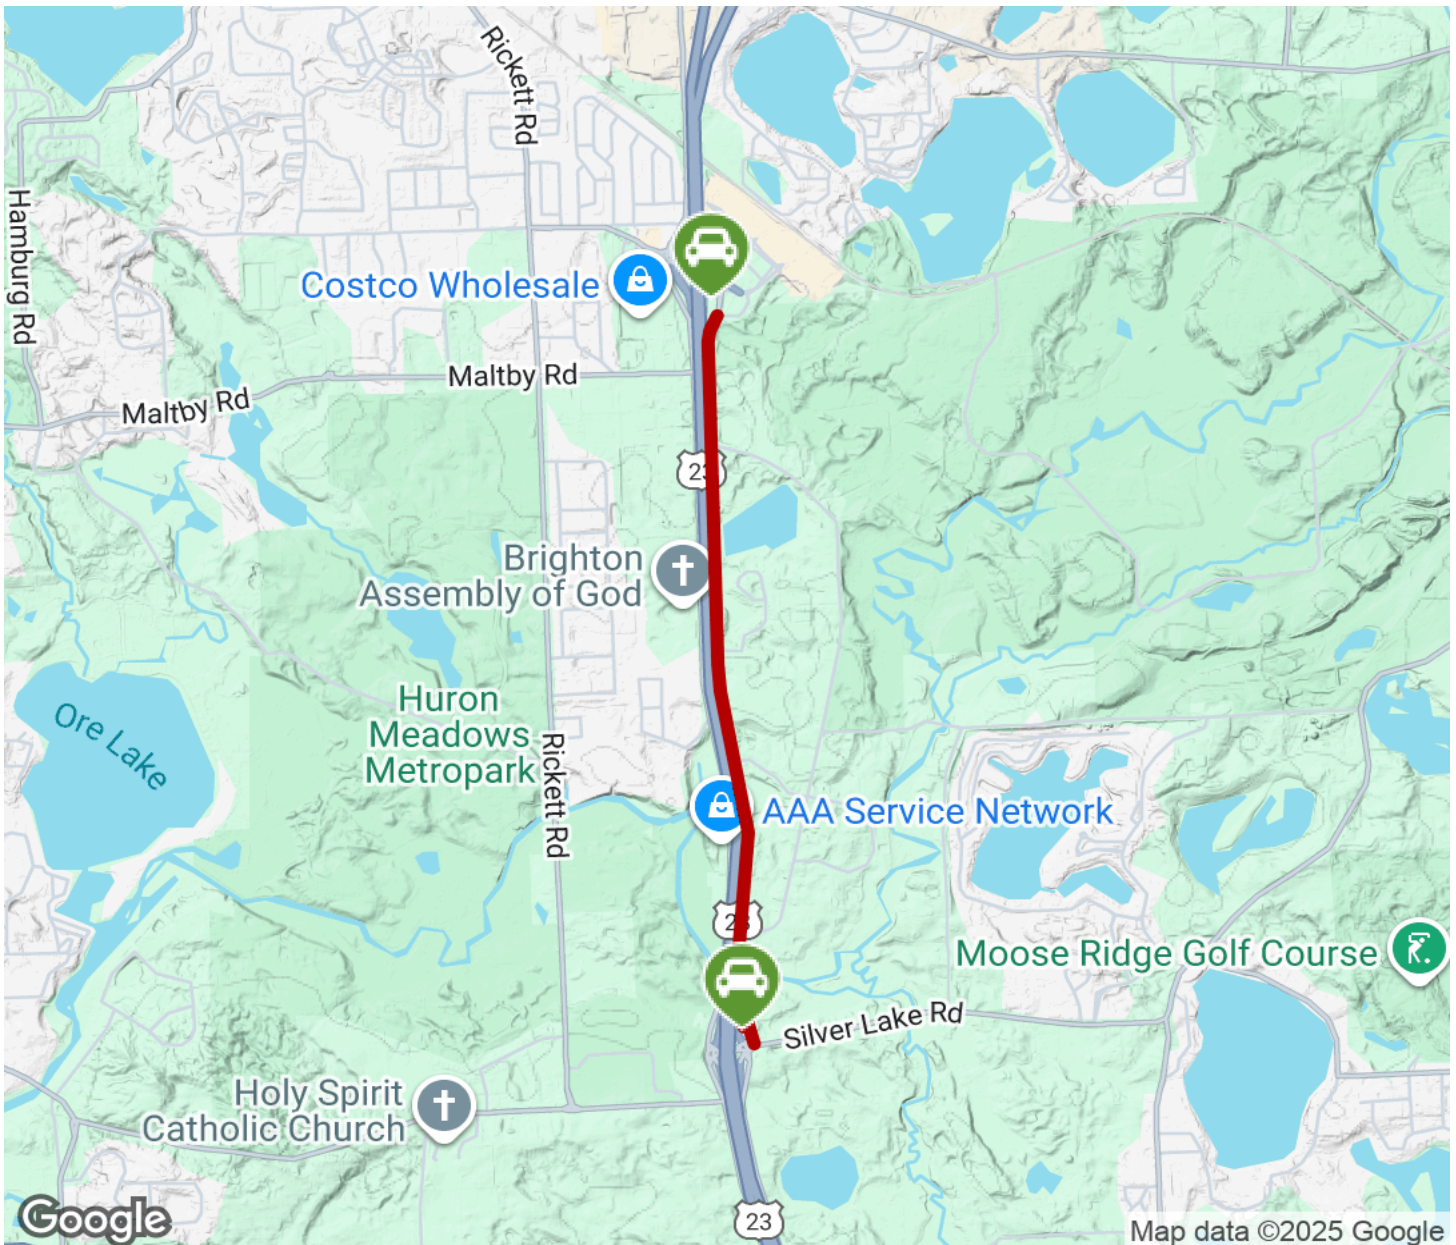 Rickett Rd
Hamburg Rd
Costco Wholesale
Maltby Rd
Maltby Rd
23
Brighton
Assembly of God
Ore Lake
Huron
Meadows
Metropark
Rickett Rd
AAA Service Network
23
Moose Ridge Golf Course
Silver Lake Rd
Holy Spirit
Catholic Church
23
Google
Map data ©2025 Google